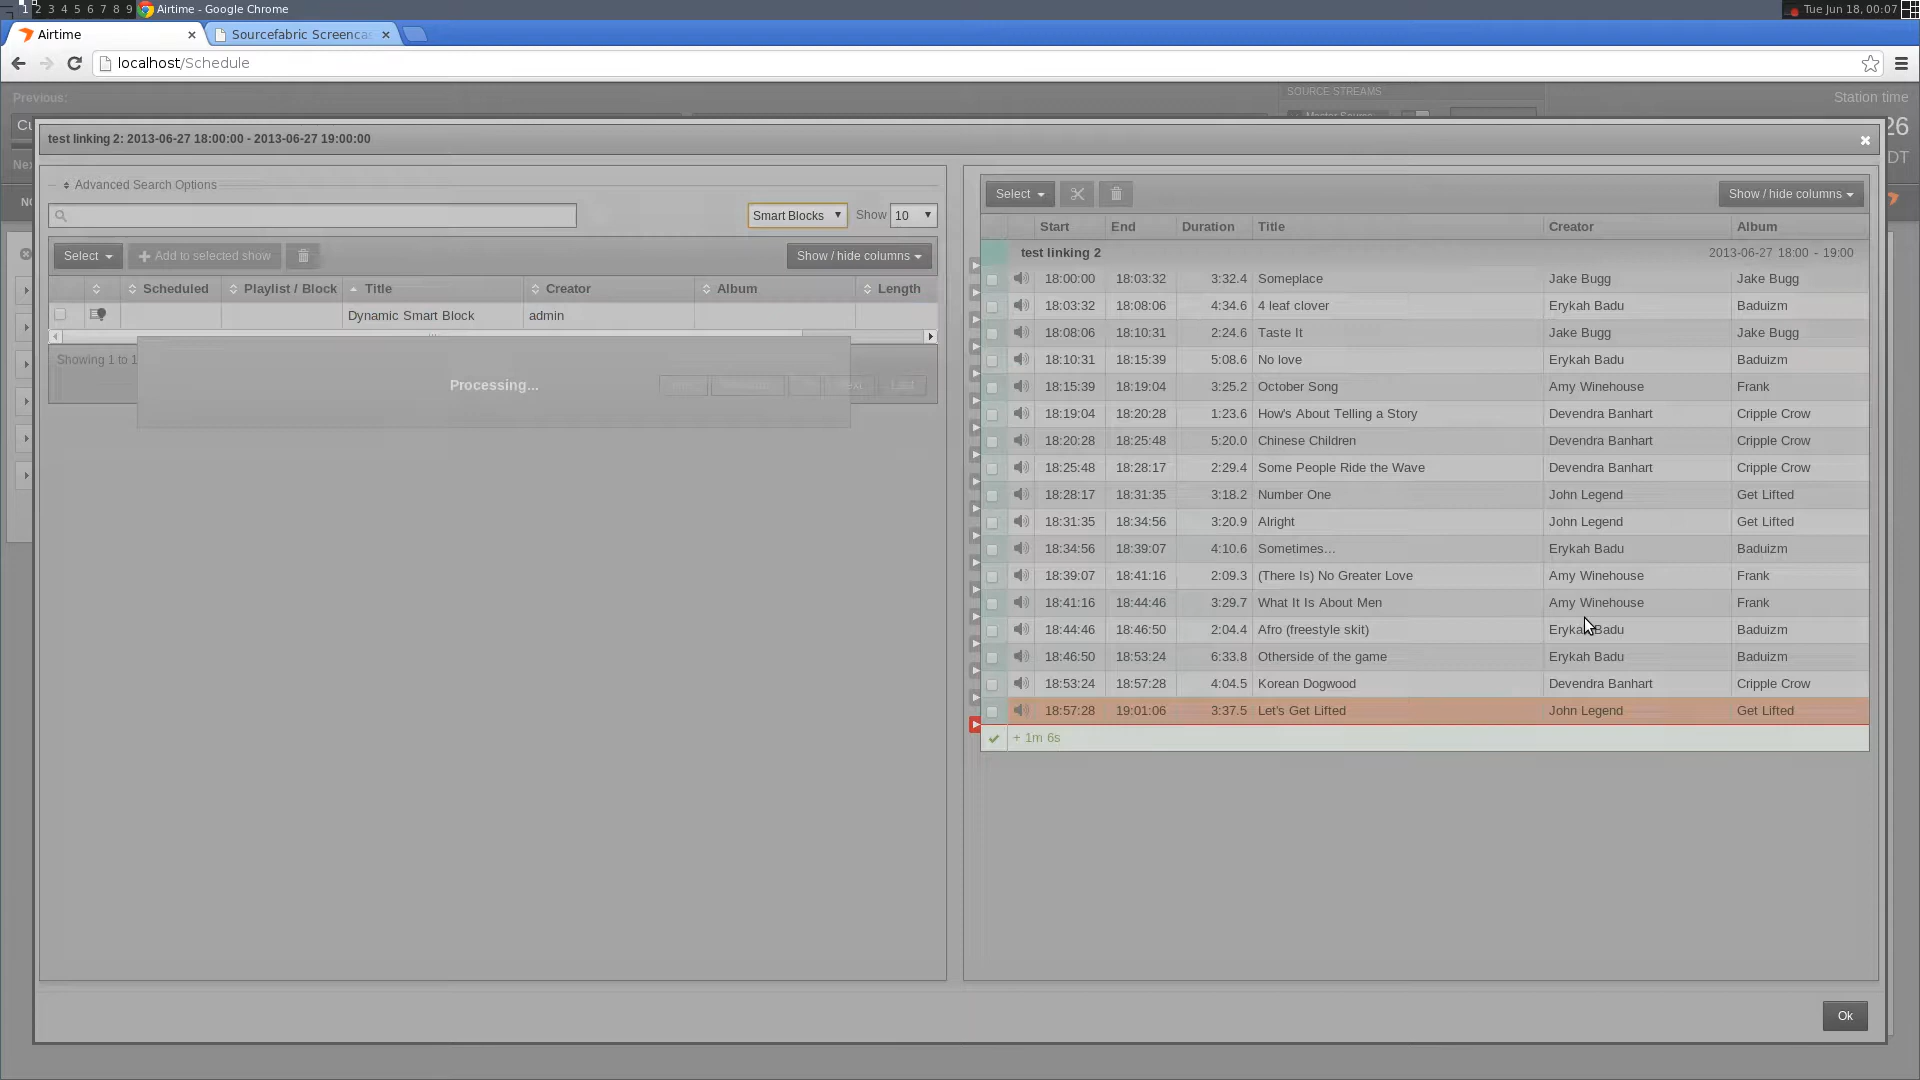 1 2 3 4 5 6 7 8 9 Airtime - Google Chrome Tue Jun 18, 00:07
Airtime Sourcefabric Screenca
localhost/Schedule
Previous: SOURCE STREAMS Station time
Cu Master Source 26
test linking 2: 2013-06-27 18:00:00 - 2013-06-27 19:00:00
Nex DT
NO
Advanced Search Options
Smart Blocks Show 10
Select Add to selected show Show / hide columns
Scheduled Playlist / Block Title Creator Album Length
Dynamic Smart Block admin
Showing 1 to 1
Processing... Next Last
Select Show / hide columns
Start End Duration Title Creator Album
test linking 2 2013-06-27 18:00 - 19:00
18:00:00 18:03:32 3:32.4 Someplace Jake Bugg Jake Bugg
18:03:32 18:08:06 4:34.6 4 leaf clover Erykah Badu Baduizm
18:08:06 18:10:31 2:24.6 Taste It Jake Bugg Jake Bugg
18:10:31 18:15:39 5:08.6 No love Erykah Badu Baduizm
18:15:39 18:19:04 3:25.2 October Song Amy Winehouse Frank
18:19:04 18:20:28 1:23.6 How's About Telling a Story Devendra Banhart Cripple Crow
18:20:28 18:25:48 5:20.0 Chinese Children Devendra Banhart Cripple Crow
18:25:48 18:28:17 2:29.4 Some People Ride the Wave Devendra Banhart Cripple Crow
18:28:17 18:31:35 3:18.2 Number One John Legend Get Lifted
18:31:35 18:34:56 3:20.9 Alright John Legend Get Lifted
18:34:56 18:39:07 4:10.6 Sometimes... Erykah Badu Baduizm
18:39:07 18:41:16 2:09.3 (There Is) No Greater Love Amy Winehouse Frank
18:41:16 18:44:46 3:29.7 What It Is About Men Amy Winehouse Frank
18:44:46 18:46:50 2:04.4 Afro (freestyle skit) Erykah Badu Baduizm
18:46:50 18:53:24 6:33.8 Otherside of the game Erykah Badu Baduizm
18:53:24 18:57:28 4:04.5 Korean Dogwood Devendra Banhart Cripple Crow
18:57:28 19:01:06 3:37.5 Let's Get Lifted John Legend Get Lifted
+ 1m 6s
Ok